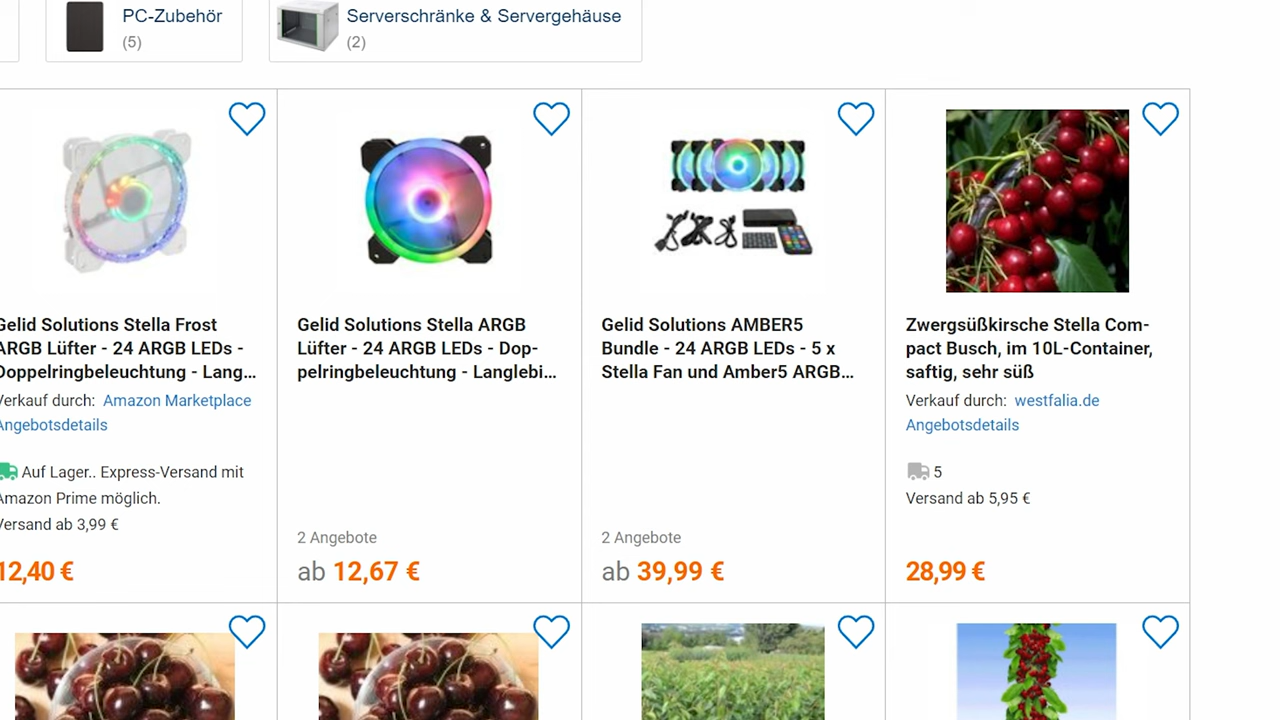 PC-Zubehör
(5)
Serverschränke & Servergehäuse
(2)
Gelid Solutions Stella Frost
ARGB Lüfter - 24 ARGB LEDs -
Doppelringbeleuchtung - Lang...
Verkauf durch: Amazon Marketplace
Angebotsdetails
Auf Lager.. Express-Versand mit
Amazon Prime möglich.
Versand ab 3,99 €
12,40 €
Gelid Solutions Stella ARGB
Lüfter - 24 ARGB LEDs - Dop-
pelringbeleuchtung - Langlebi...
2 Angebote
ab 12,67 €
Gelid Solutions AMBER5
Bundle - 24 ARGB LEDs - 5 x
Stella Fan und Amber5 ARGB...
2 Angebote
ab 39,99 €
Zwergsüßkirsche Stella Com-
pact Busch, im 10L-Container,
saftig, sehr süß
Verkauf durch: westfalia.de
Angebotsdetails
5
Versand ab 5,95 €
28,99 €